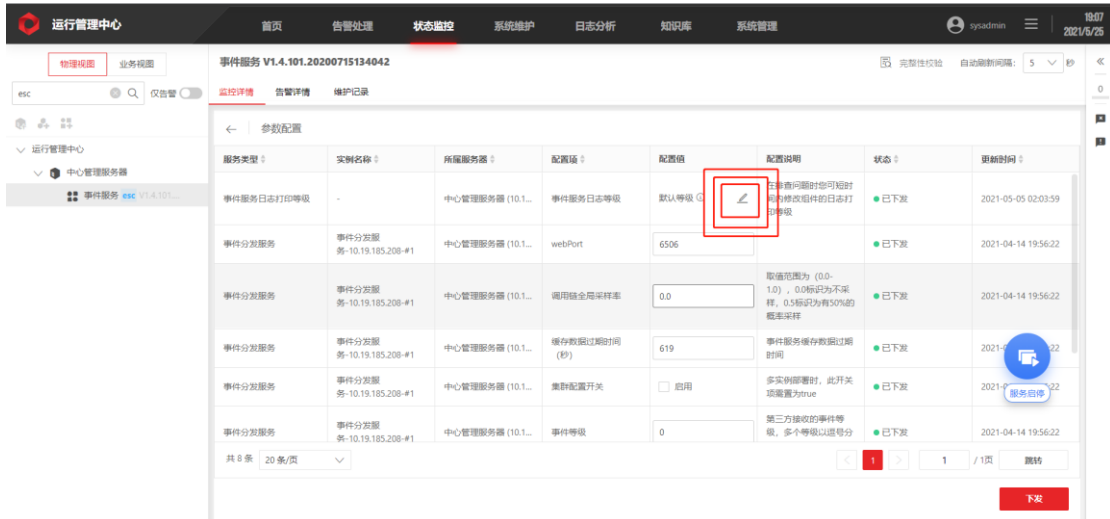 运行管理中心
首页 告警处理 状态监控 系统维护 日志分析 知识库 系统管理
sysadmin
19:07
2021/5/25
物理视图 业务视图
事件服务 V1.4.101.20200715134042
完整性校验 自动刷新间隔: 5 秒
esc 仅告警
监控详情 告警详情 维护记录
0
参数配置
运行管理中心
中心管理服务器
事件服务 esc V1.4.101...
服务类型 实例名称 所属服务器 配置项 配置值 配置说明 状态 更新时间
事件服务日志打印等级 - 中心管理服务器 (10.1... 事件服务日志等级 默认等级
在排查问题时您可短时
间的修改组件的日志打
印等级
已下发 2021-05-05 02:03:59
事件分发服务
事件分发服
务-10.19.185.208-#1
中心管理服务器 (10.1... webPort 6506 已下发 2021-04-14 19:56:22
事件分发服务
事件分发服
务-10.19.185.208-#1
中心管理服务器 (10.1... 调用链全局采样率 0.0
取值范围为 (0.0-
1.0) ，0.0标识为不采
样，0.5标识为有50%的
概率采样
已下发 2021-04-14 19:56:22
事件分发服务
事件分发服
务-10.19.185.208-#1
中心管理服务器 (10.1...
缓存数据过期时间
(秒)
619
事件服务缓存数据过期
时间
已下发 2021-0 :22
事件分发服务
事件分发服
务-10.19.185.208-#1
中心管理服务器 (10.1... 集群配置开关 启用
多实例部署时，此开关
项需置为true
已下发 2021-0 :22
服务启停
事件分发服务
事件分发服
务-10.19.185.208-#1
中心管理服务器 (10.1... 事件等级 0
第三方接收的事件等
级，多个等级以逗号分
已下发 2021-04-14 19:56:22
共 8 条 20 条/页 1 1 / 1页 跳转
下发